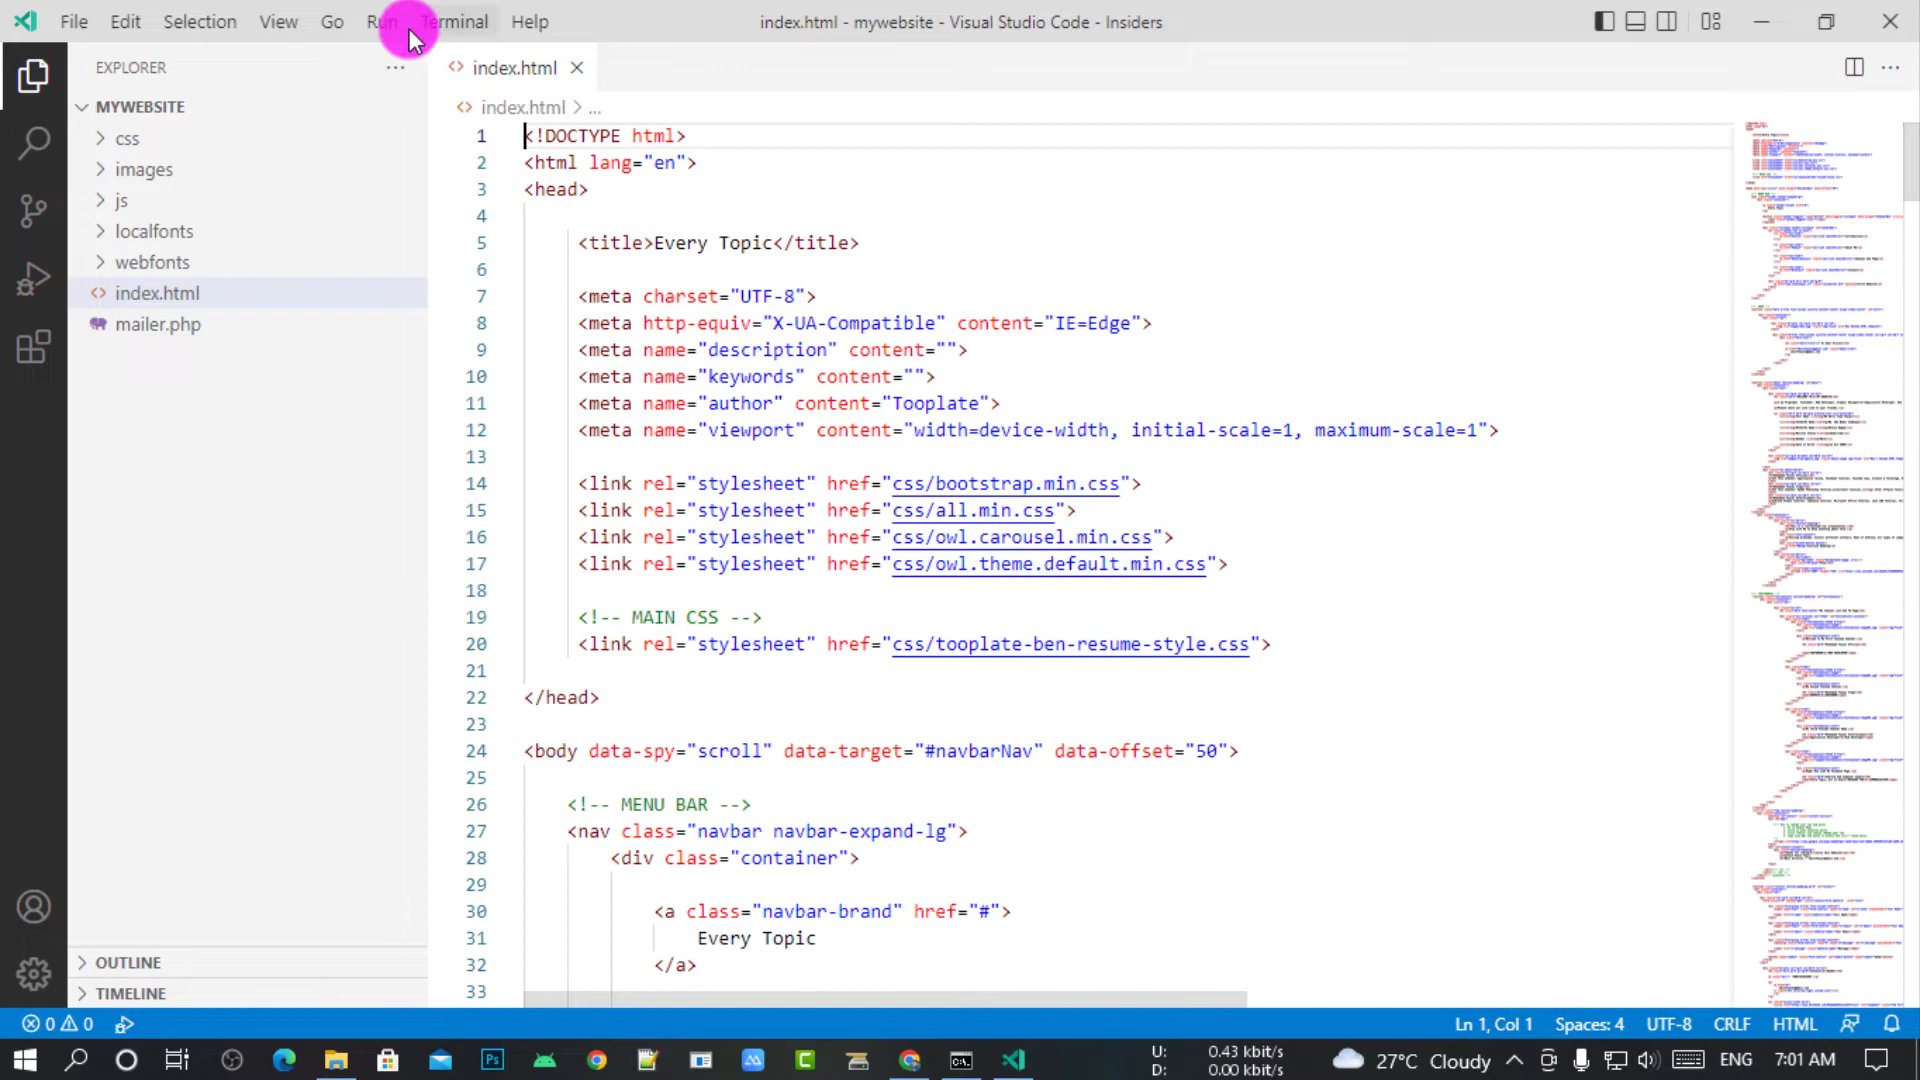 File Edit Selection View Go Run Terminal Help
index.html - mywebsite - Visual Studio Code - Insiders
EXPLORER
MYWEBSITE
css
images
js
localfonts
webfonts
index.html
mailer.php
OUTLINE
TIMELINE
index.html
index.html > ...
1 <!DOCTYPE html>
2 <html lang="en">
3 <head>
4
5 <title>Every Topic</title>
6
7 <meta charset="UTF-8">
8 <meta http-equiv="X-UA-Compatible" content="IE=Edge">
9 <meta name="description" content="">
10 <meta name="keywords" content="">
11 <meta name="author" content="Tooplate">
12 <meta name="viewport" content="width=device-width, initial-scale=1, maximum-scale=1">
13
14 <link rel="stylesheet" href="css/bootstrap.min.css">
15 <link rel="stylesheet" href="css/all.min.css">
16 <link rel="stylesheet" href="css/owl.carousel.min.css">
17 <link rel="stylesheet" href="css/owl.theme.default.min.css">
18
19 <!-- MAIN CSS -->
20 <link rel="stylesheet" href="css/tooplate-ben-resume-style.css">
21
22 </head>
23
24 <body data-spy="scroll" data-target="#navbarNav" data-offset="50">
25
26 <!-- MENU BAR -->
27 <nav class="navbar navbar-expand-lg">
28 <div class="container">
29
30 <a class="navbar-brand" href="#">
31 Every Topic
32 </a>
33
0 0
Ln 1, Col 1 Spaces: 4 UTF-8 CRLF HTML
U: 0.43 kbit/s
D: 0.00 kbit/s
27°C Cloudy
ENG
7:01 AM